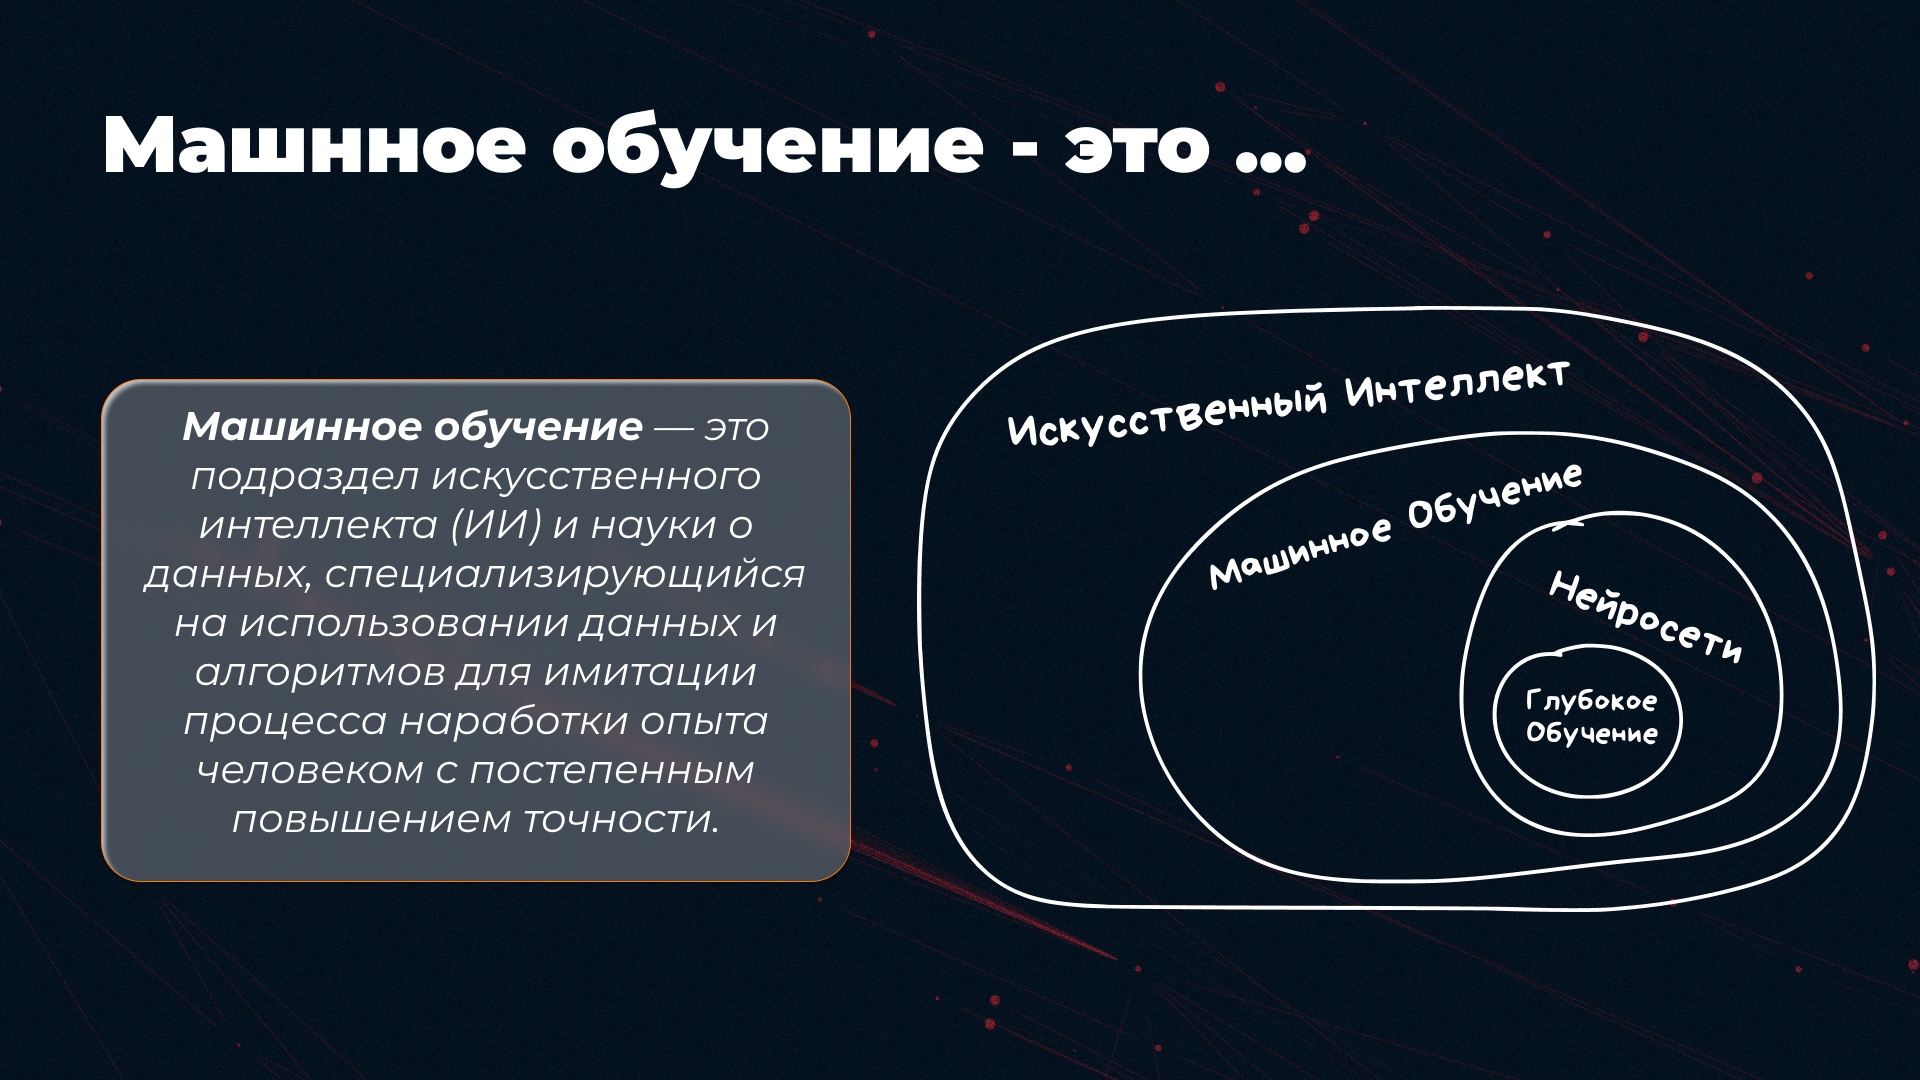 Машнное обучение - это ...
Машинное обучение — это
подраздел искусственного
интеллекта (ИИ) и науки о
данных, специализирующийся
на использовании данных и
алгоритмов для имитации
процесса наработки опыта
человеком с постепенным
повышением точности.
Искусственный Интеллект
Машинное Обучение
Нейросети
Глубокое
Обучение